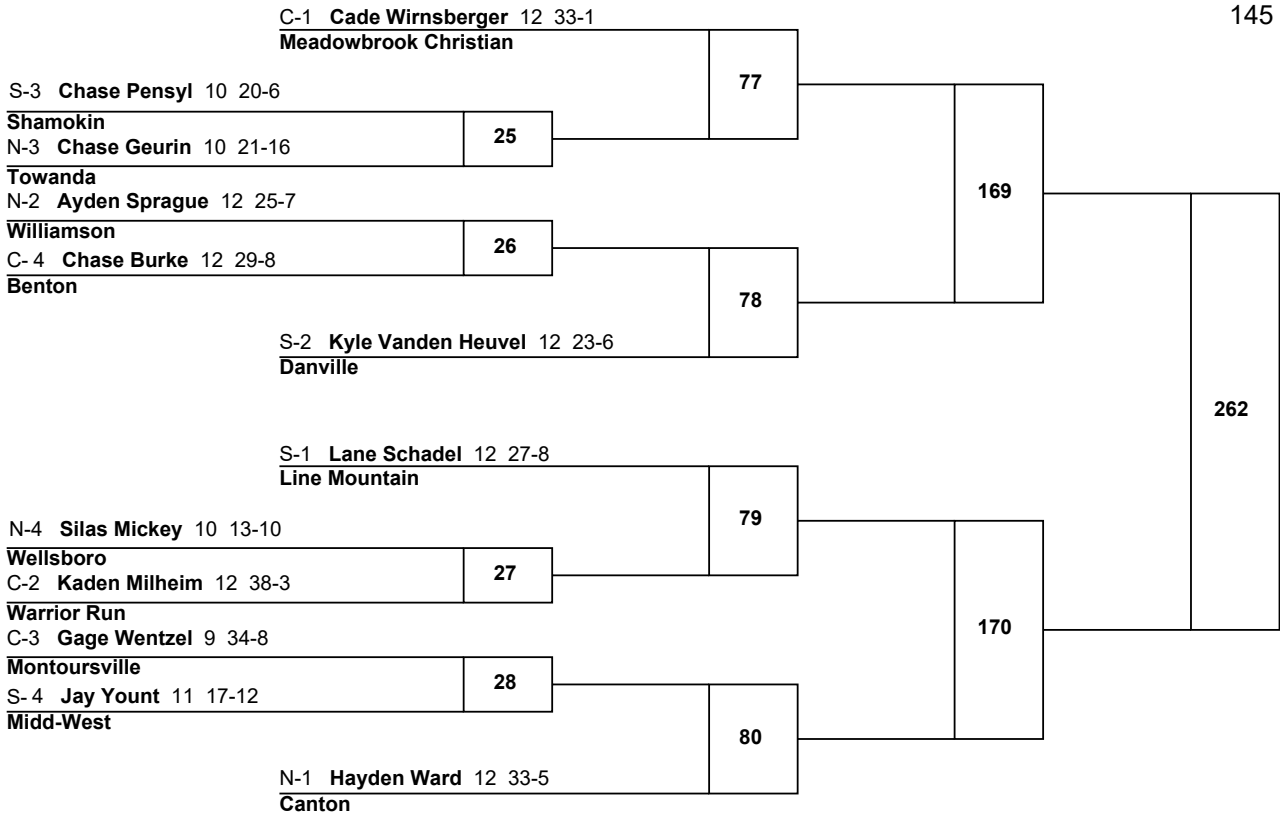 C-1 Cade Wirnsberger 12 33-1
145
Meadowbrook Christian
77
S-3 Chase Pensyl 10 20-6
Shamokin
25
N-3 Chase Geurin 10 21-16
Towanda
169
N-2 Ayden Sprague 12 25-7
Williamson
26
C- 4 Chase Burke 12 29-8
Benton
78
S-2 Kyle Vanden Heuvel 12 23-6
Danville
262
S-1 Lane Schadel 12 27-8
Line Mountain
79
N-4 Silas Mickey 10 13-10
Wellsboro
27
C-2 Kaden Milheim 12 38-3
Warrior Run
170
C-3 Gage Wentzel 9 34-8
Montoursville
28
S- 4 Jay Yount 11 17-12
Midd-West
80
N-1 Hayden Ward 12 33-5
Canton